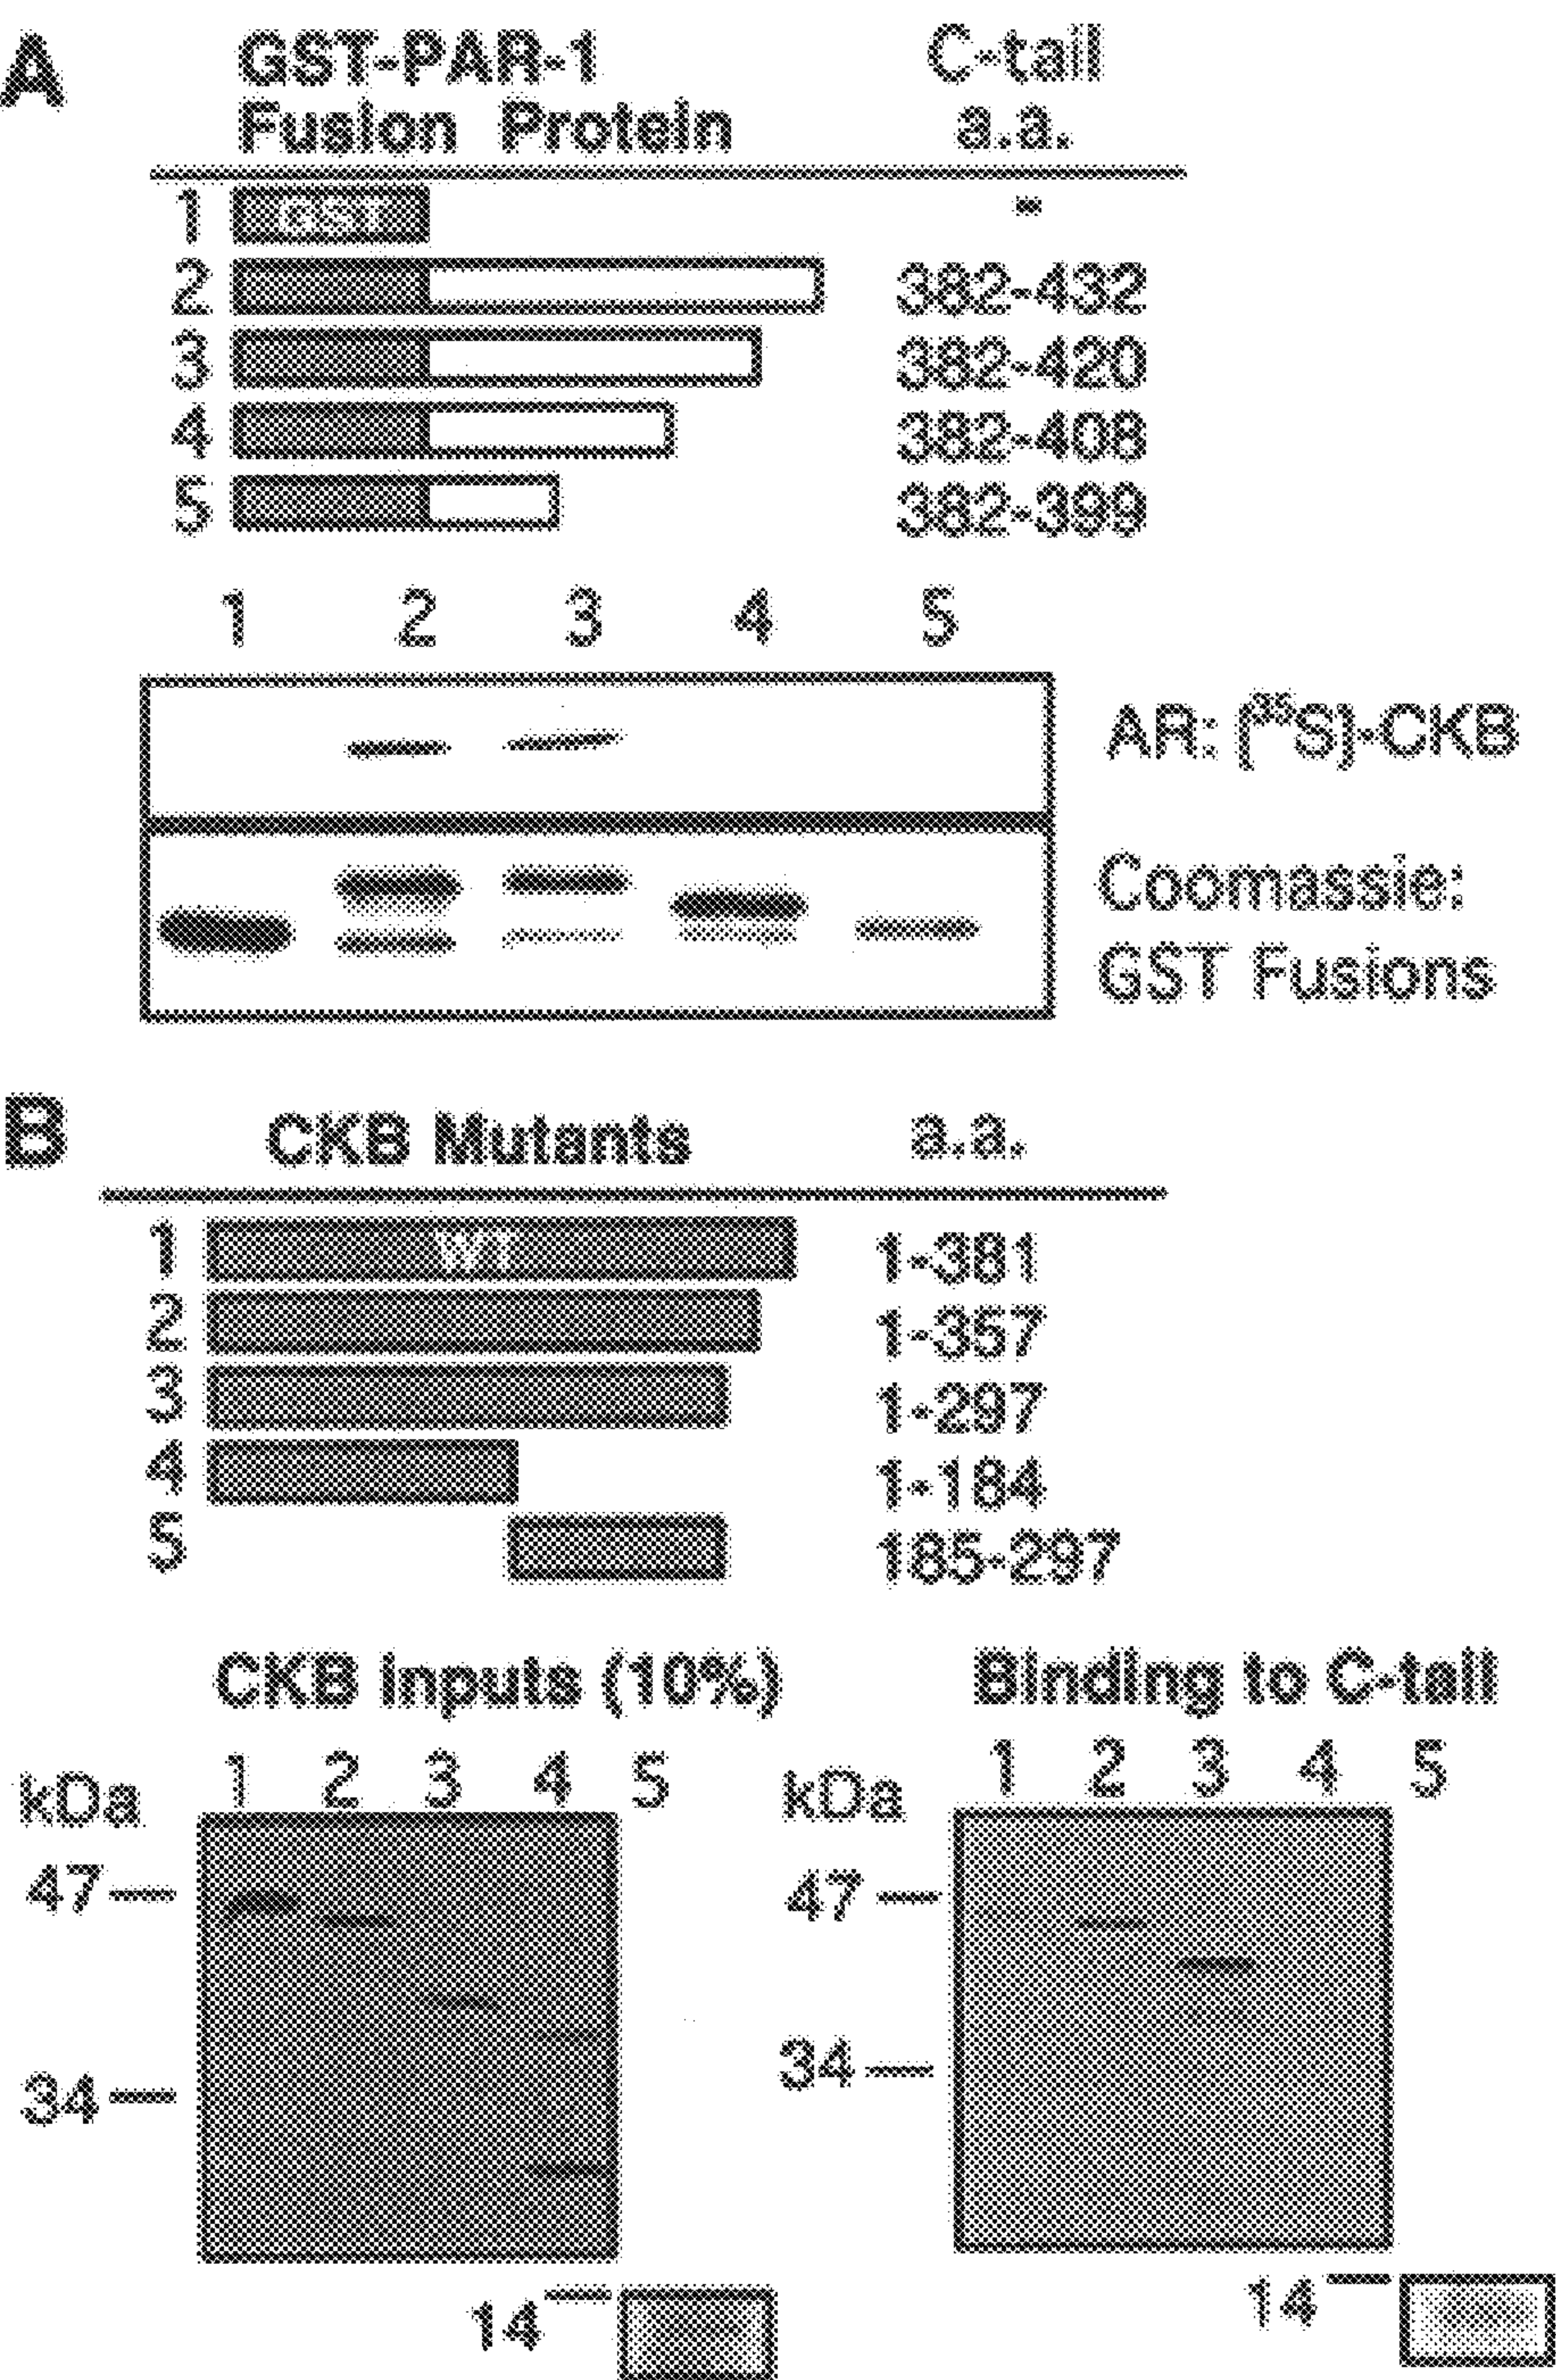 A GST-PAR-1 C-tail
Fusion Protein a.a.
1 GST -
2 382-432
3 382-420
4 382-408
5 382-399
1 2 3 4 5
AR: [³⁵S]-CKB
Coomassie:
GST Fusions
B CKB Mutants a.a.
1 WT 1-381
2 1-357
3 1-297
4 1-184
5 185-297
CKB inputs (10%) Binding to C-tail
kDa 1 2 3 4 5 kDa 1 2 3 4 5
47 47
34 34
14 14